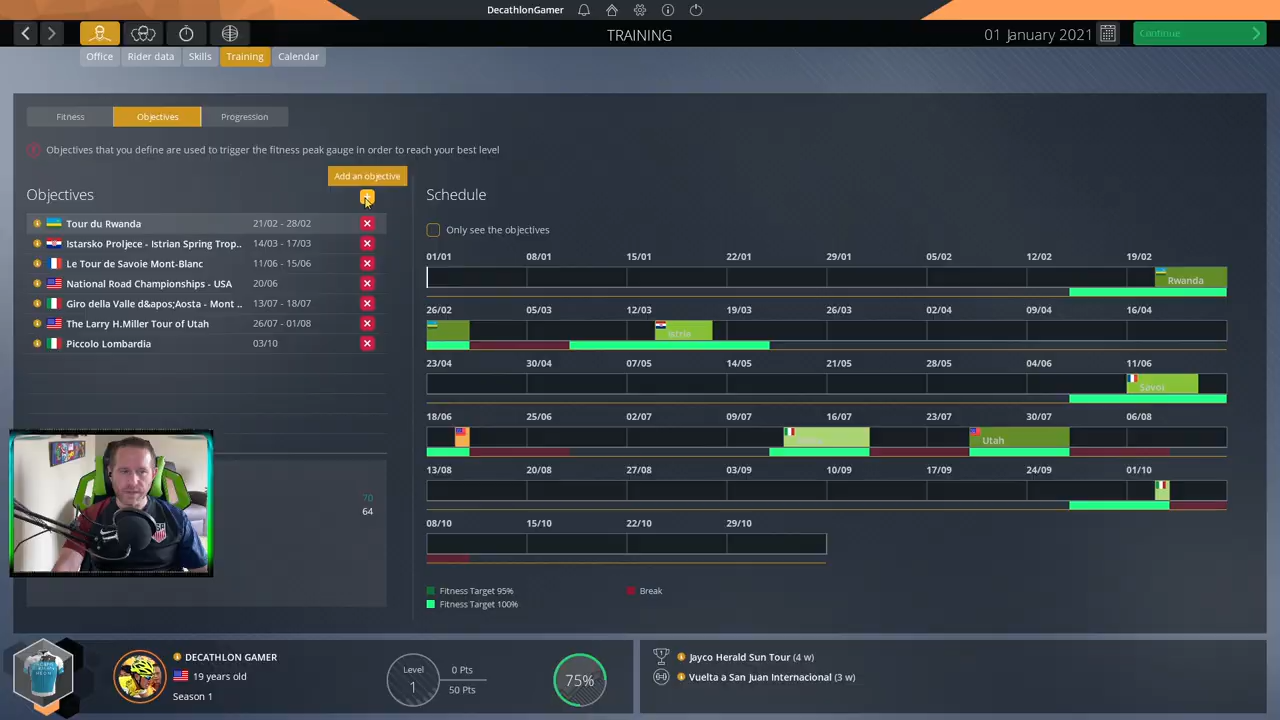 DecathlonGamer
TRAINING
01 January 2021
Continue
Office
Rider data
Skills
Training
Calendar
Fitness
Objectives
Progression
Objectives that you define are used to trigger the fitness peak gauge in order to reach your best level
Add an objective
Objectives
Tour du Rwanda 21/02 - 28/02
Istarsko Proljece - Istrian Spring Trop.. 14/03 - 17/03
Le Tour de Savoie Mont-Blanc 11/06 - 15/06
National Road Championships - USA 20/06
Giro della Valle d&apos;Aosta - Mont .. 13/07 - 18/07
The Larry H.Miller Tour of Utah 26/07 - 01/08
Piccolo Lombardia 03/10
70
64
Schedule
Only see the objectives
01/01 08/01 15/01 22/01 29/01 05/02 12/02 19/02
Rwanda
26/02 05/03 12/03 19/03 26/03 02/04 09/04 16/04
Istria
23/04 30/04 07/05 14/05 21/05 28/05 04/06 11/06
Savoi
18/06 25/06 02/07 09/07 16/07 23/07 30/07 06/08
Utah
13/08 20/08 27/08 03/09 10/09 17/09 24/09 01/10
08/10 15/10 22/10 29/10
Fitness Target 95%
Break
Fitness Target 100%
DECATHLON GAMER
19 years old
Season 1
Level
1
0 Pts
50 Pts
75%
Jayco Herald Sun Tour (4 w)
Vuelta a San Juan Internacional (3 w)